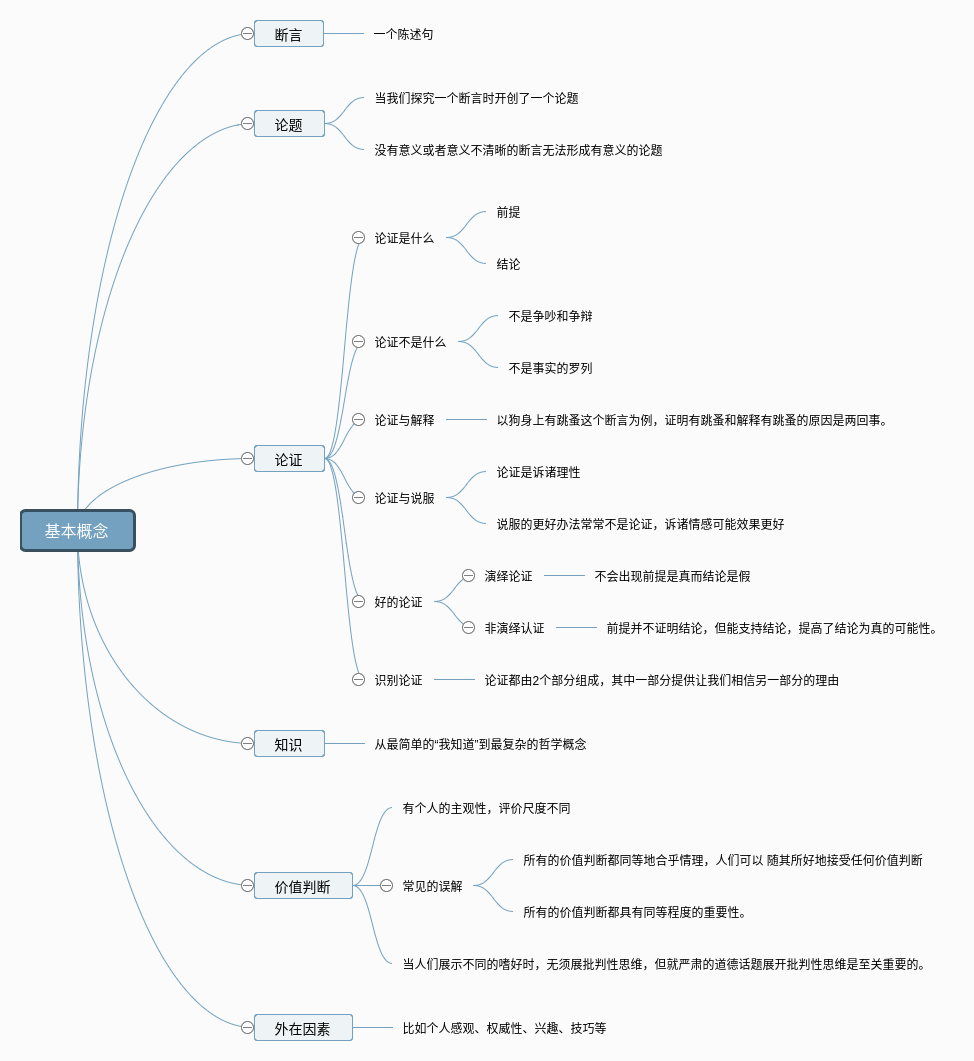 断言
一个陈述句
当我们探究一个断言时开创了一个论题
论题
没有意义或者意义不清晰的断言无法形成有意义的论题
前提
论证是什么
结论
不是争吵和争辩
论证不是什么
不是事实的罗列
论证与解释
以狗身上有跳蚤这个断言为例，证明有跳蚤和解释有跳蚤的原因是两回事。
论证
论证是诉诸理性
论证与说服
说服的更好办法常常不是论证，诉诸情感可能效果更好
基本概念
演绎论证
不会出现前提是真而结论是假
好的论证
非演绎认证
前提并不证明结论，但能支持结论，提高了结论为真的可能性。
识别论证
论证都由2个部分组成，其中一部分提供让我们相信另一部分的理由
知识
从最简单的“我知道”到最复杂的哲学概念
有个人的主观性，评价尺度不同
所有的价值判断都同等地合乎情理，人们可以 随其所好地接受任何价值判断
价值判断
常见的误解
所有的价值判断都具有同等程度的重要性。
当人们展示不同的嗜好时，无须展批判性思维，但就严肃的道德话题展开批判性思维是至关重要的。
外在因素
比如个人感观、权威性、兴趣、技巧等